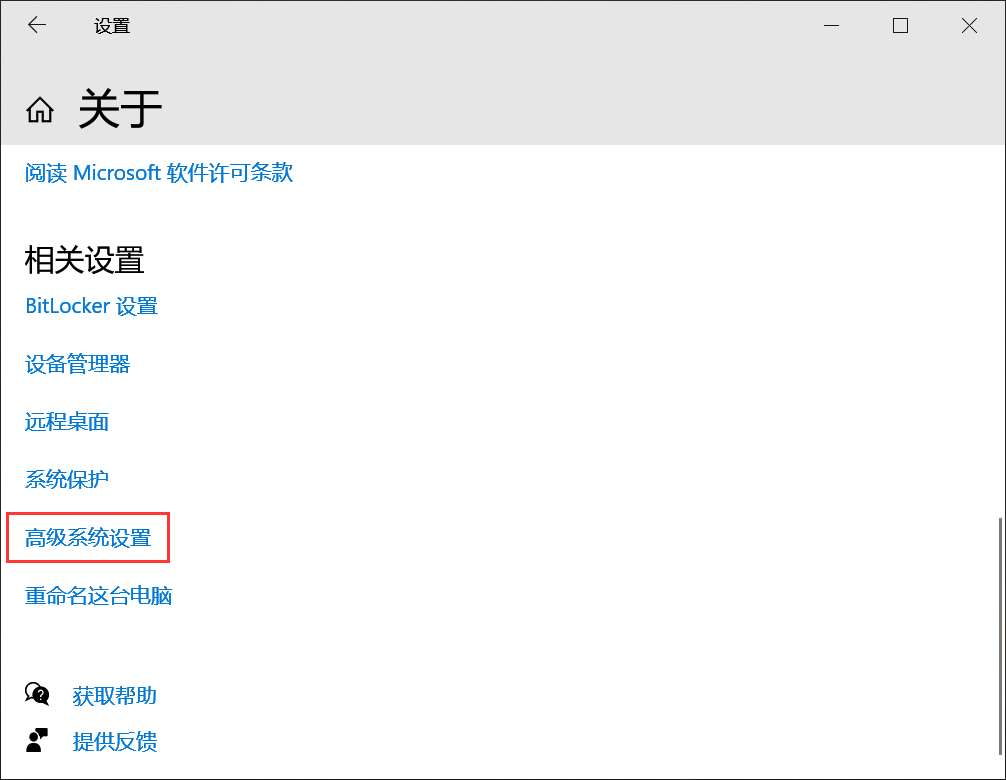 设置
关于
阅读 Microsoft 软件许可条款
相关设置
BitLocker 设置
设备管理器
远程桌面
系统保护
高级系统设置
重命名这台电脑
获取帮助
提供反馈